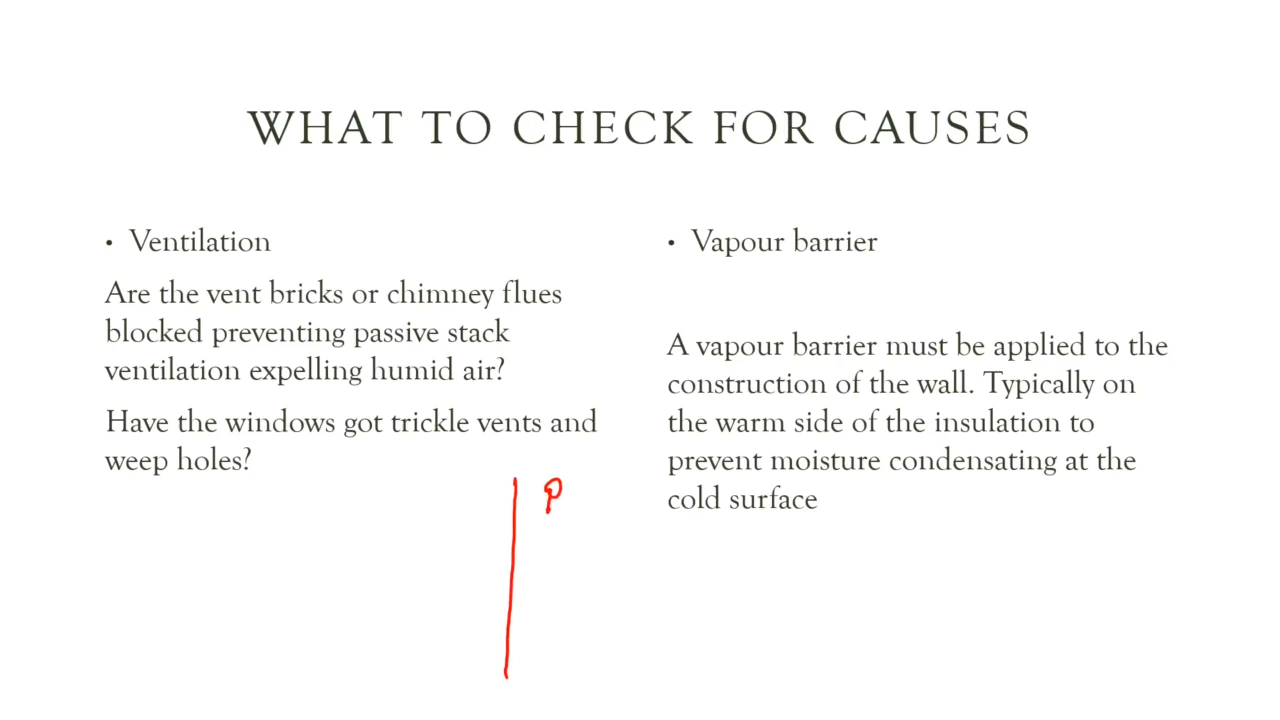 WHAT TO CHECK FOR CAUSES
• Ventilation
Are the vent bricks or chimney flues
blocked preventing passive stack
ventilation expelling humid air?
Have the windows got trickle vents and
weep holes?
• Vapour barrier
A vapour barrier must be applied to the
construction of the wall. Typically on
the warm side of the insulation to
prevent moisture condensating at the
cold surface
P